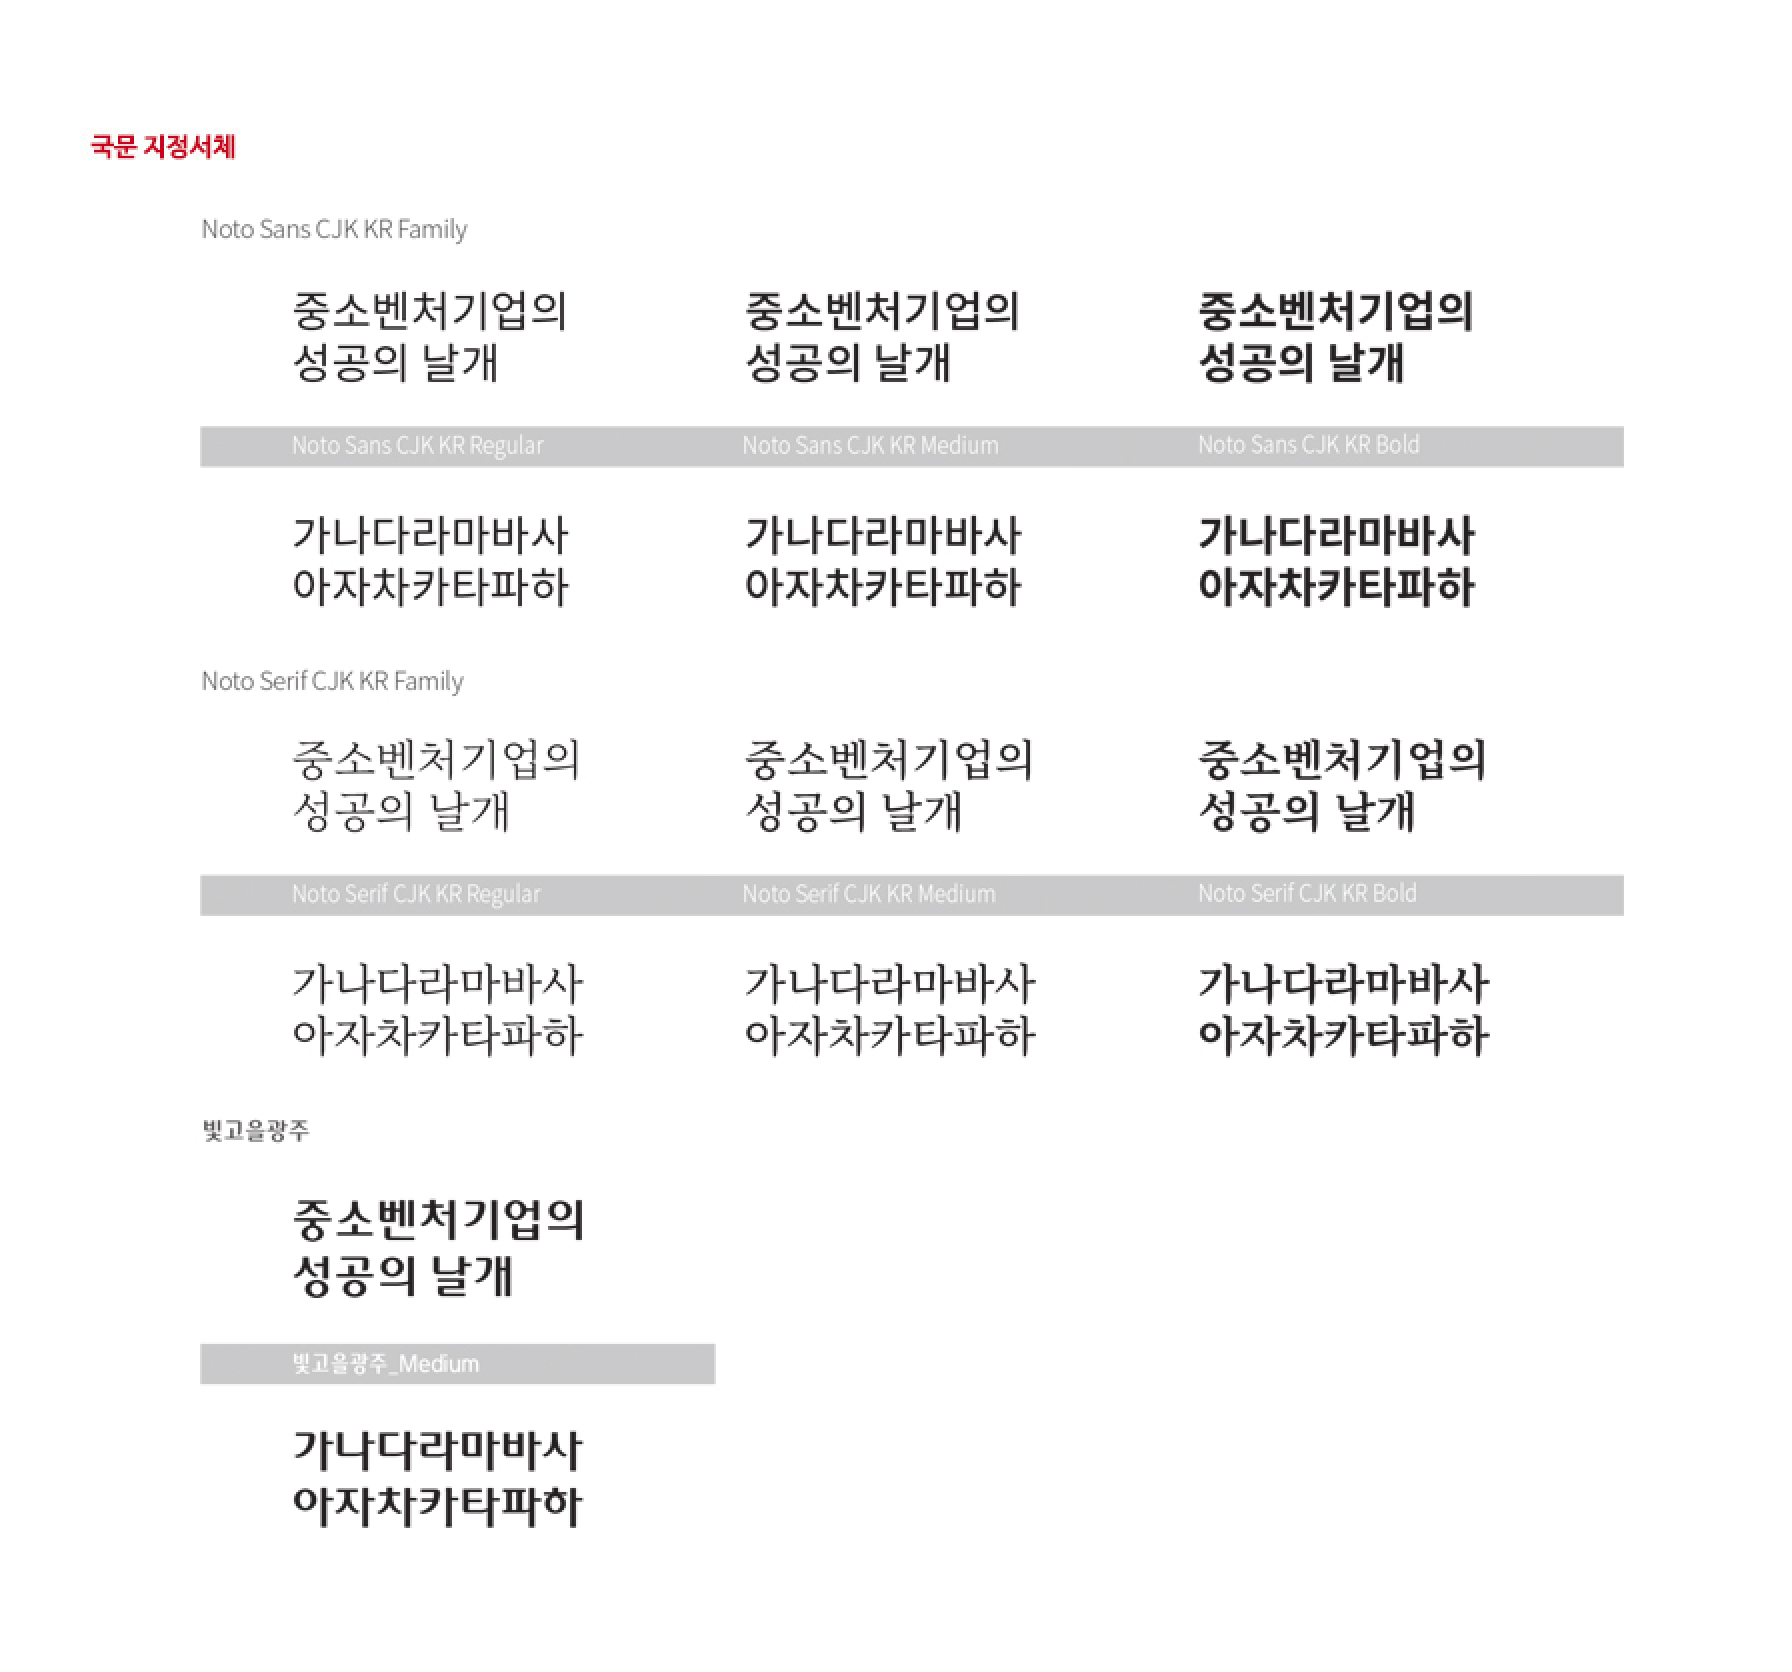 국문 지정서체
Noto Sans CJK KR Family
중소벤처기업의 중소벤처기업의 중소벤처기업의
성공의 날개 성공의 날개 성공의 날개
Noto Sans CJK KR Regular Noto Sans CJK KR Medium Noto Sans CJK KR Bold
가나다라마바사 가나다라마바사 가나다라마바사
아자차카타파하 아자차카타파하 아자차카타파하
Noto Serif CJK KR Family
중소벤처기업의 중소벤처기업의 중소벤처기업의
성공의 날개 성공의 날개 성공의 날개
Noto Serif CJK KR Regular Noto Serif CJK KR Medium Noto Serif CJK KR Bold
가나다라마바사 가나다라마바사 가나다라마바사
아자차카타파하 아자차카타파하 아자차카타파하
빛고을광주
중소벤처기업의
성공의 날개
빛고을광주_Medium
가나다라마바사
아자차카타파하